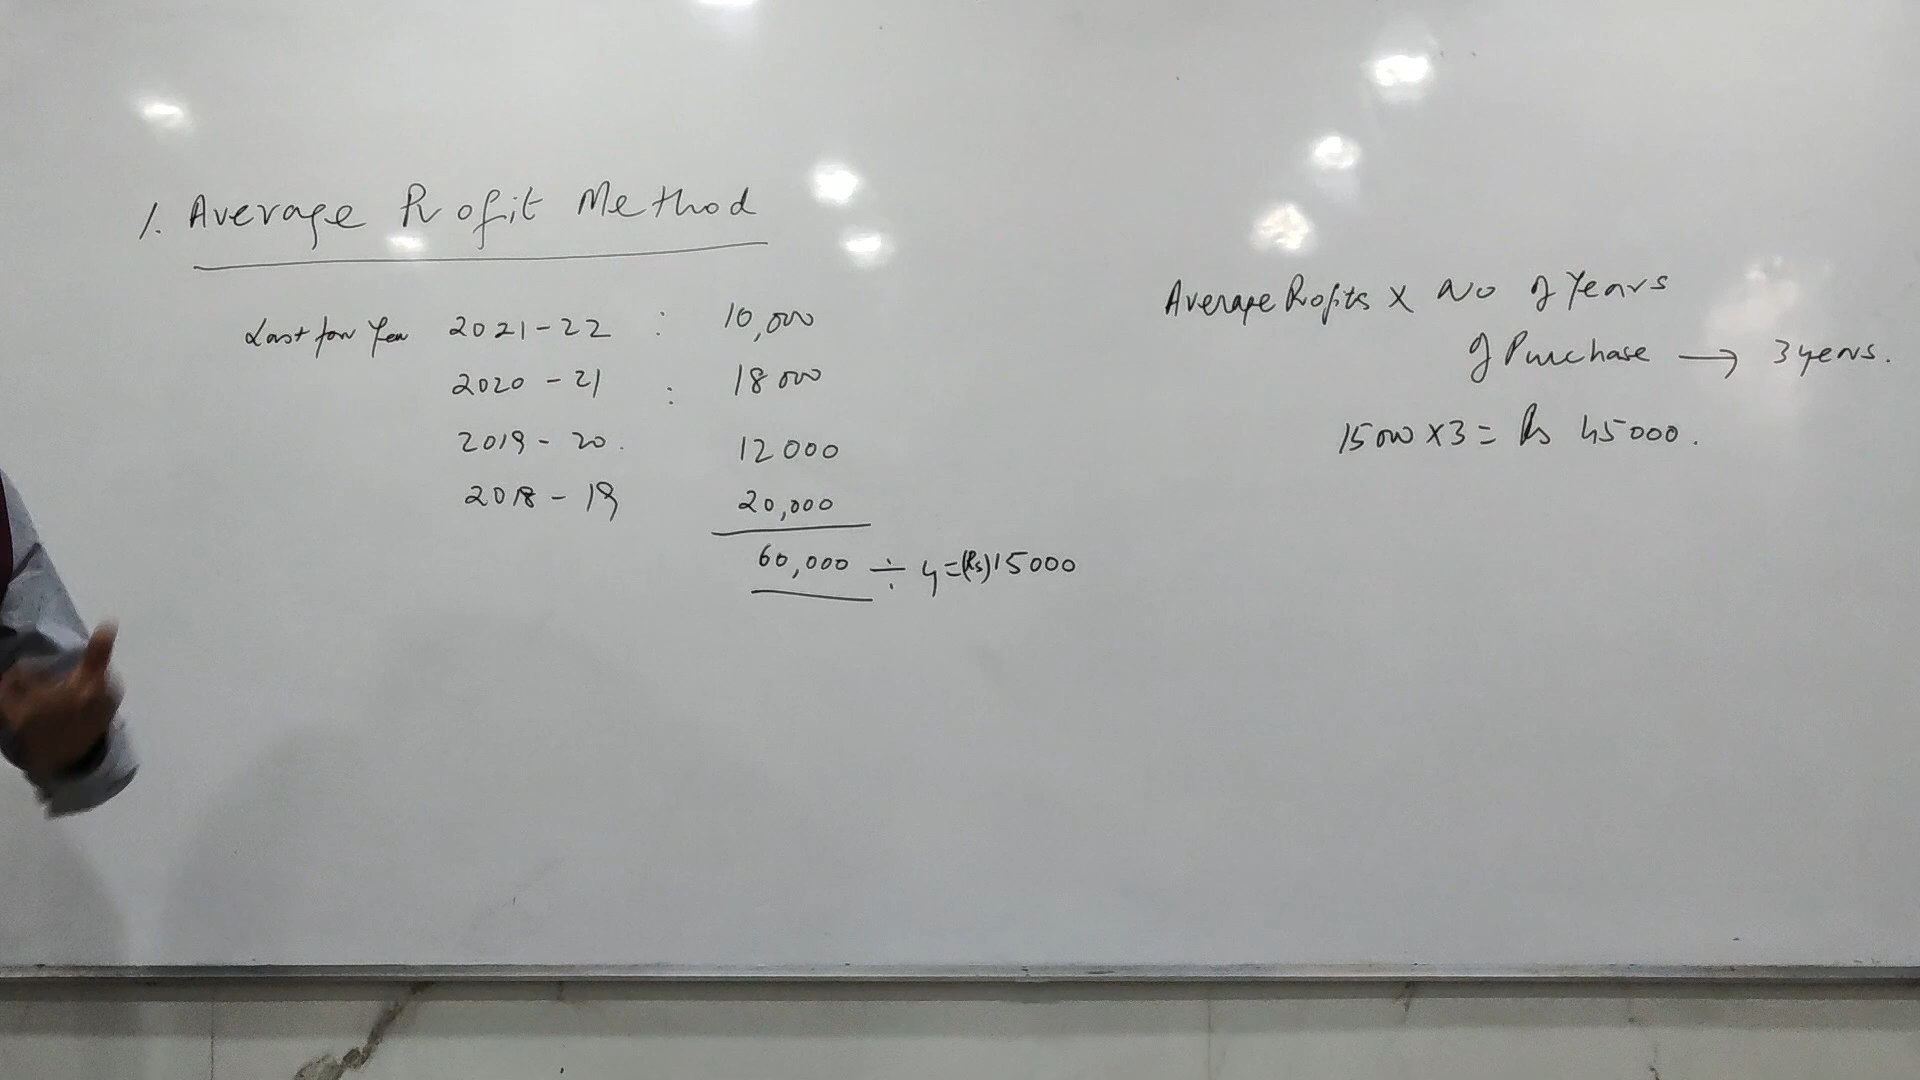 1. Average Profit Method
Last four Year 2021-22 : 10,000
2020-21 : 18000
2019-20. 12000
2018-19 20,000
60,000 ÷ 4=(Rs)15000
Average Profits X No of Years
of Purchase → 3 years.
15000 X3 = Rs 45000.